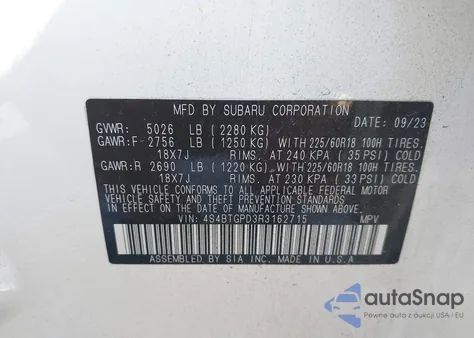 MFD BY SUBARU CORPORATION 09/23
GVWR: 5026 LB (2280 KG)
GAWR:F-2756 LB (1250 KG) WITH 225/60R18 100H TIRES
18X7J RIMS. AT 240 KPA (35 PSI) COLD
GAWR:R 2690 LB (1220 KG) WITH 225/60R18 100H TIRES
18X7J RIMS. AT 230 KPA (33 PSI) COLD
THIS VEHICLE CONFORMS TO ALL APPLICABLE FEDERAL MOTOR
VEHICLE SAFETY, BUMPER, AND THEFT PREVENTION STANDARDS
IN EFFECT ON THE DATE OF MANUFACTURE SHOWN ABOVE.
VIN: 4S4BTGPD3R3162715 MPV
ASSEMBLED BY SIA INC. MADE IN U.S.A
autoSnap
Pewne auto z aukcji w USA i EU